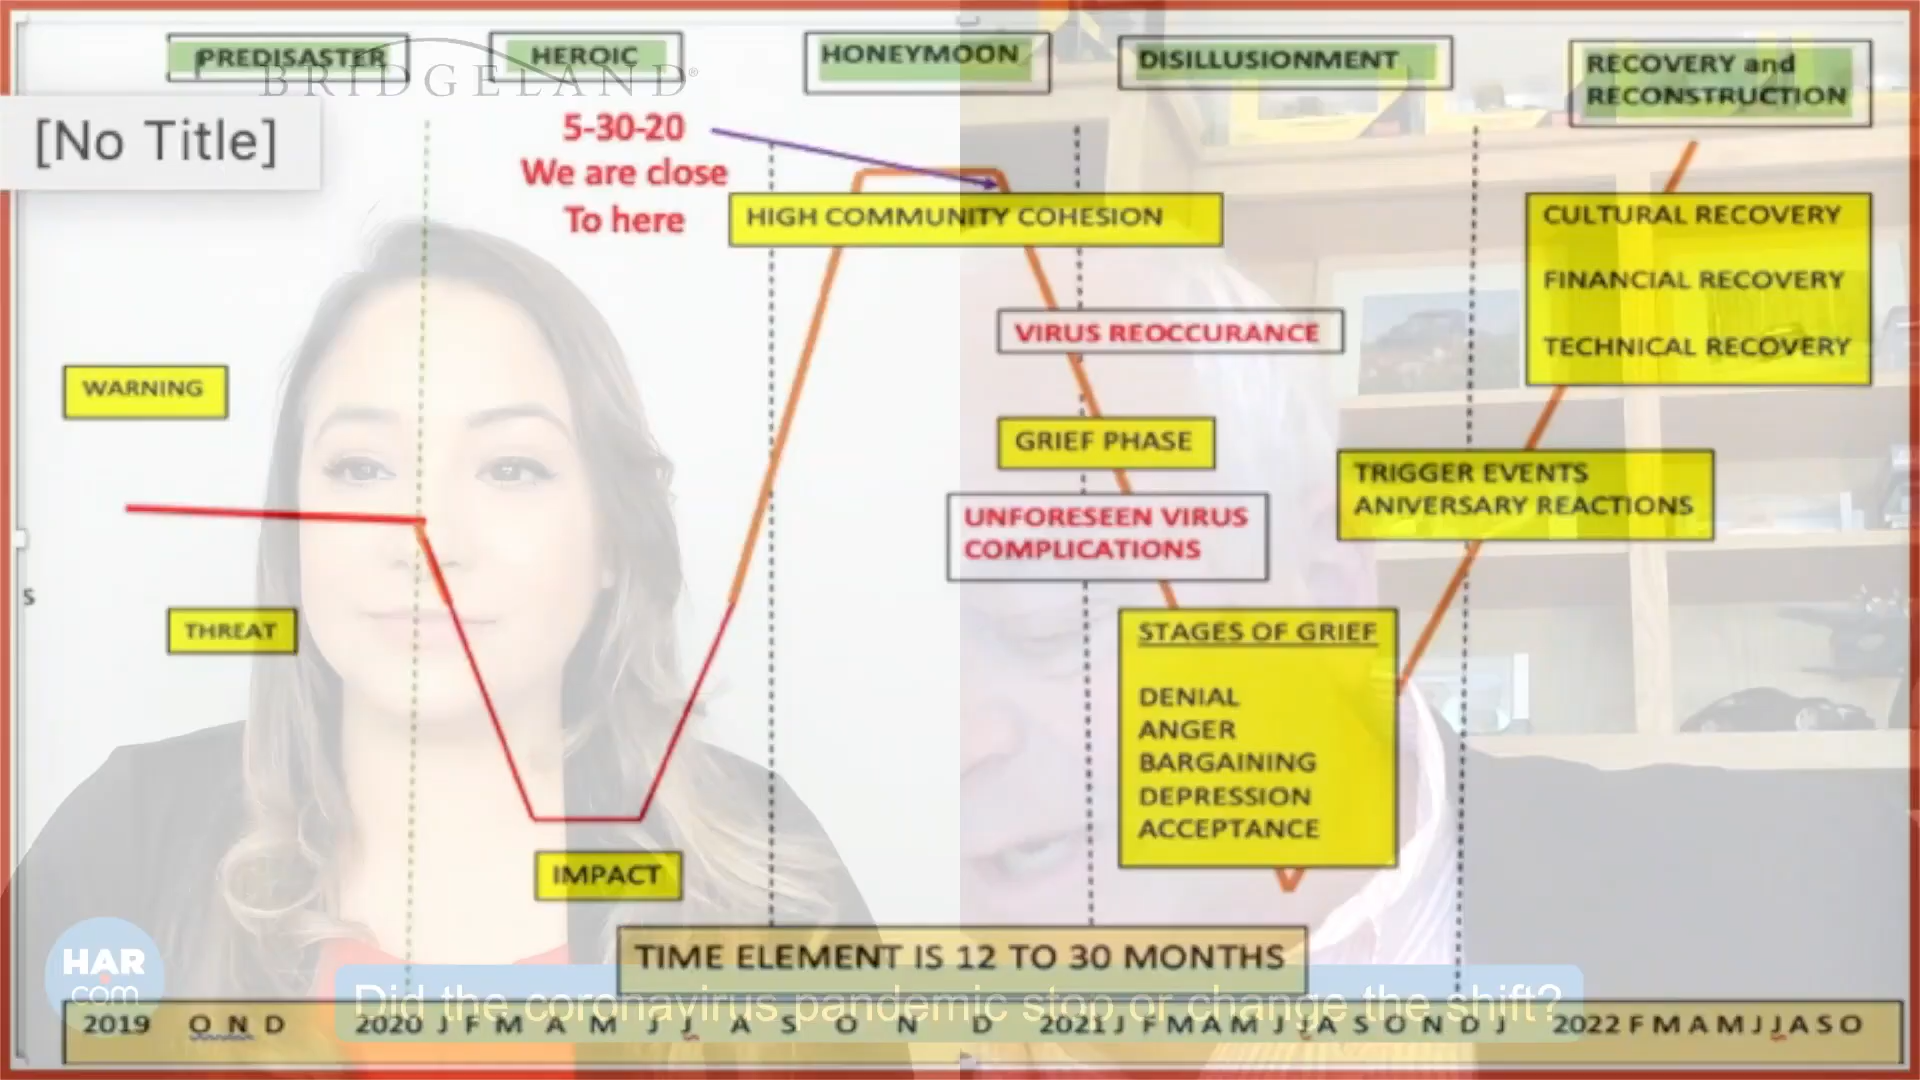 PREDISASTER
HEROIC
HONEYMOON
DISILLUSIONMENT
RECOVERY and
RECONSTRUCTION
BRIDGELAND®
[No Title]
5-30-20
We are close
To here
HIGH COMMUNITY COHESION
CULTURAL RECOVERY
FINANCIAL RECOVERY
TECHNICAL RECOVERY
VIRUS REOCCURANCE
WARNING
GRIEF PHASE
TRIGGER EVENTS
ANIVERSARY REACTIONS
UNFORESEEN VIRUS
COMPLICATIONS
S
THREAT
STAGES OF GRIEF
DENIAL
ANGER
BARGAINING
DEPRESSION
ACCEPTANCE
IMPACT
TIME ELEMENT IS 12 TO 30 MONTHS
HAR
com
Did the coronavirus pandemic stop or change the shift?
2019 O N D 2020 J F M A M J J A S O N D 2021 J F M A M J J A S O N D J 2022 F M A M J J A S O